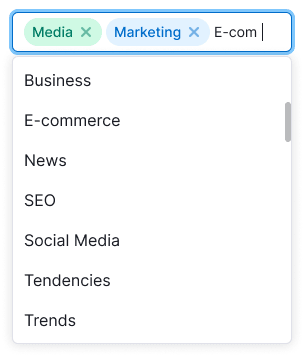 Media Marketing E-com
Business
E-commerce
News
SEO
Social Media
Tendencies
Trends